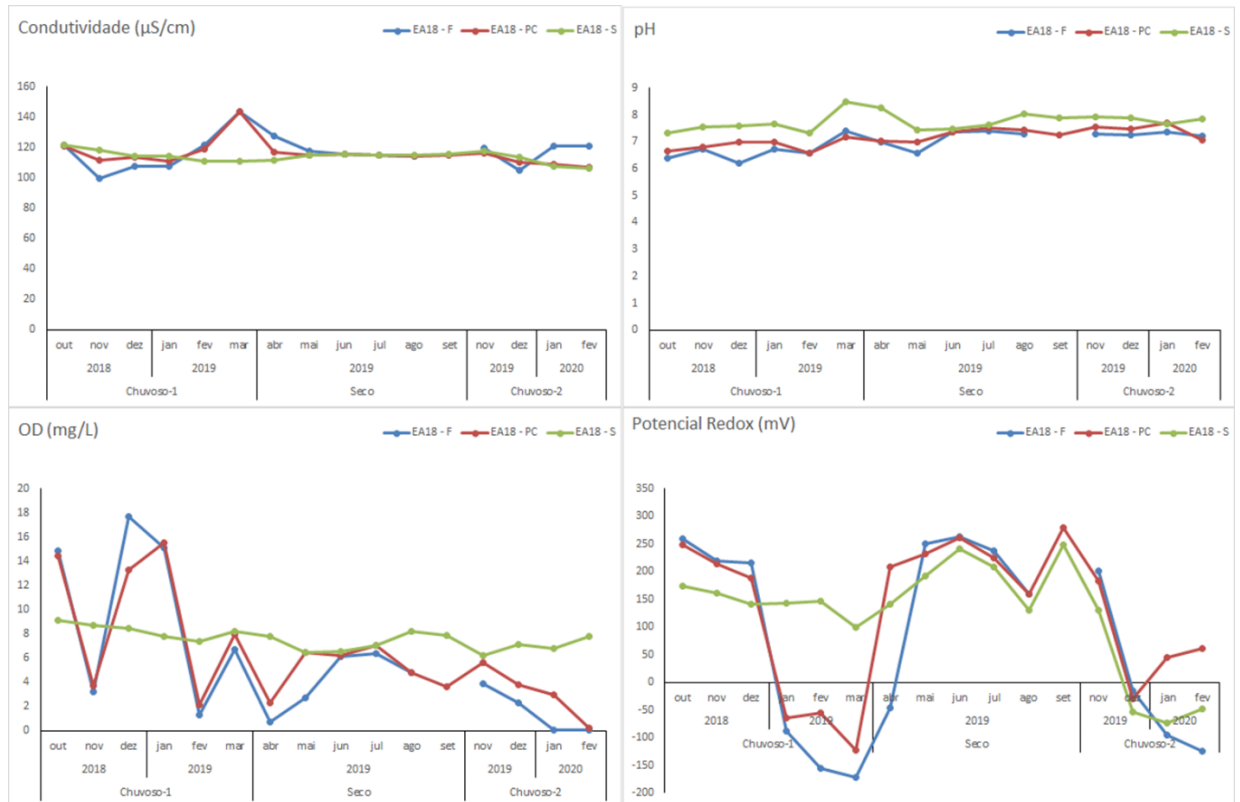 Condutividade (µS/cm)
EA18 - F EA18 - PC EA18 - S
160
140
120
100
80
60
40
20
0
out nov dez jan fev mar abr mai jun jul ago set nov dez jan fev
2018 2019 2019 2019 2020
Chuvoso-1 Seco Chuvoso-2
pH
EA18 - F EA18 - PC EA18 - S
9
8
7
6
5
4
3
2
1
0
out nov dez jan fev mar abr mai jun jul ago set nov dez jan fev
2018 2019 2019 2019 2020
Chuvoso-1 Seco Chuvoso-2
OD (mg/L)
EA18 - F EA18 - PC EA18 - S
20
18
16
14
12
10
8
6
4
2
0
out nov dez jan fev mar abr mai jun jul ago set nov dez jan fev
2018 2019 2019 2019 2020
Chuvoso-1 Seco Chuvoso-2
Potencial Redox (mV)
EA18 - F EA18 - PC EA18 - S
350
300
250
200
150
100
50
0
-50
-100
-150
-200
out nov dez jan fev mar abr mai jun jul ago set nov dez jan fev
2018 2019 2019 2019 2020
Chuvoso-1 Seco Chuvoso-2